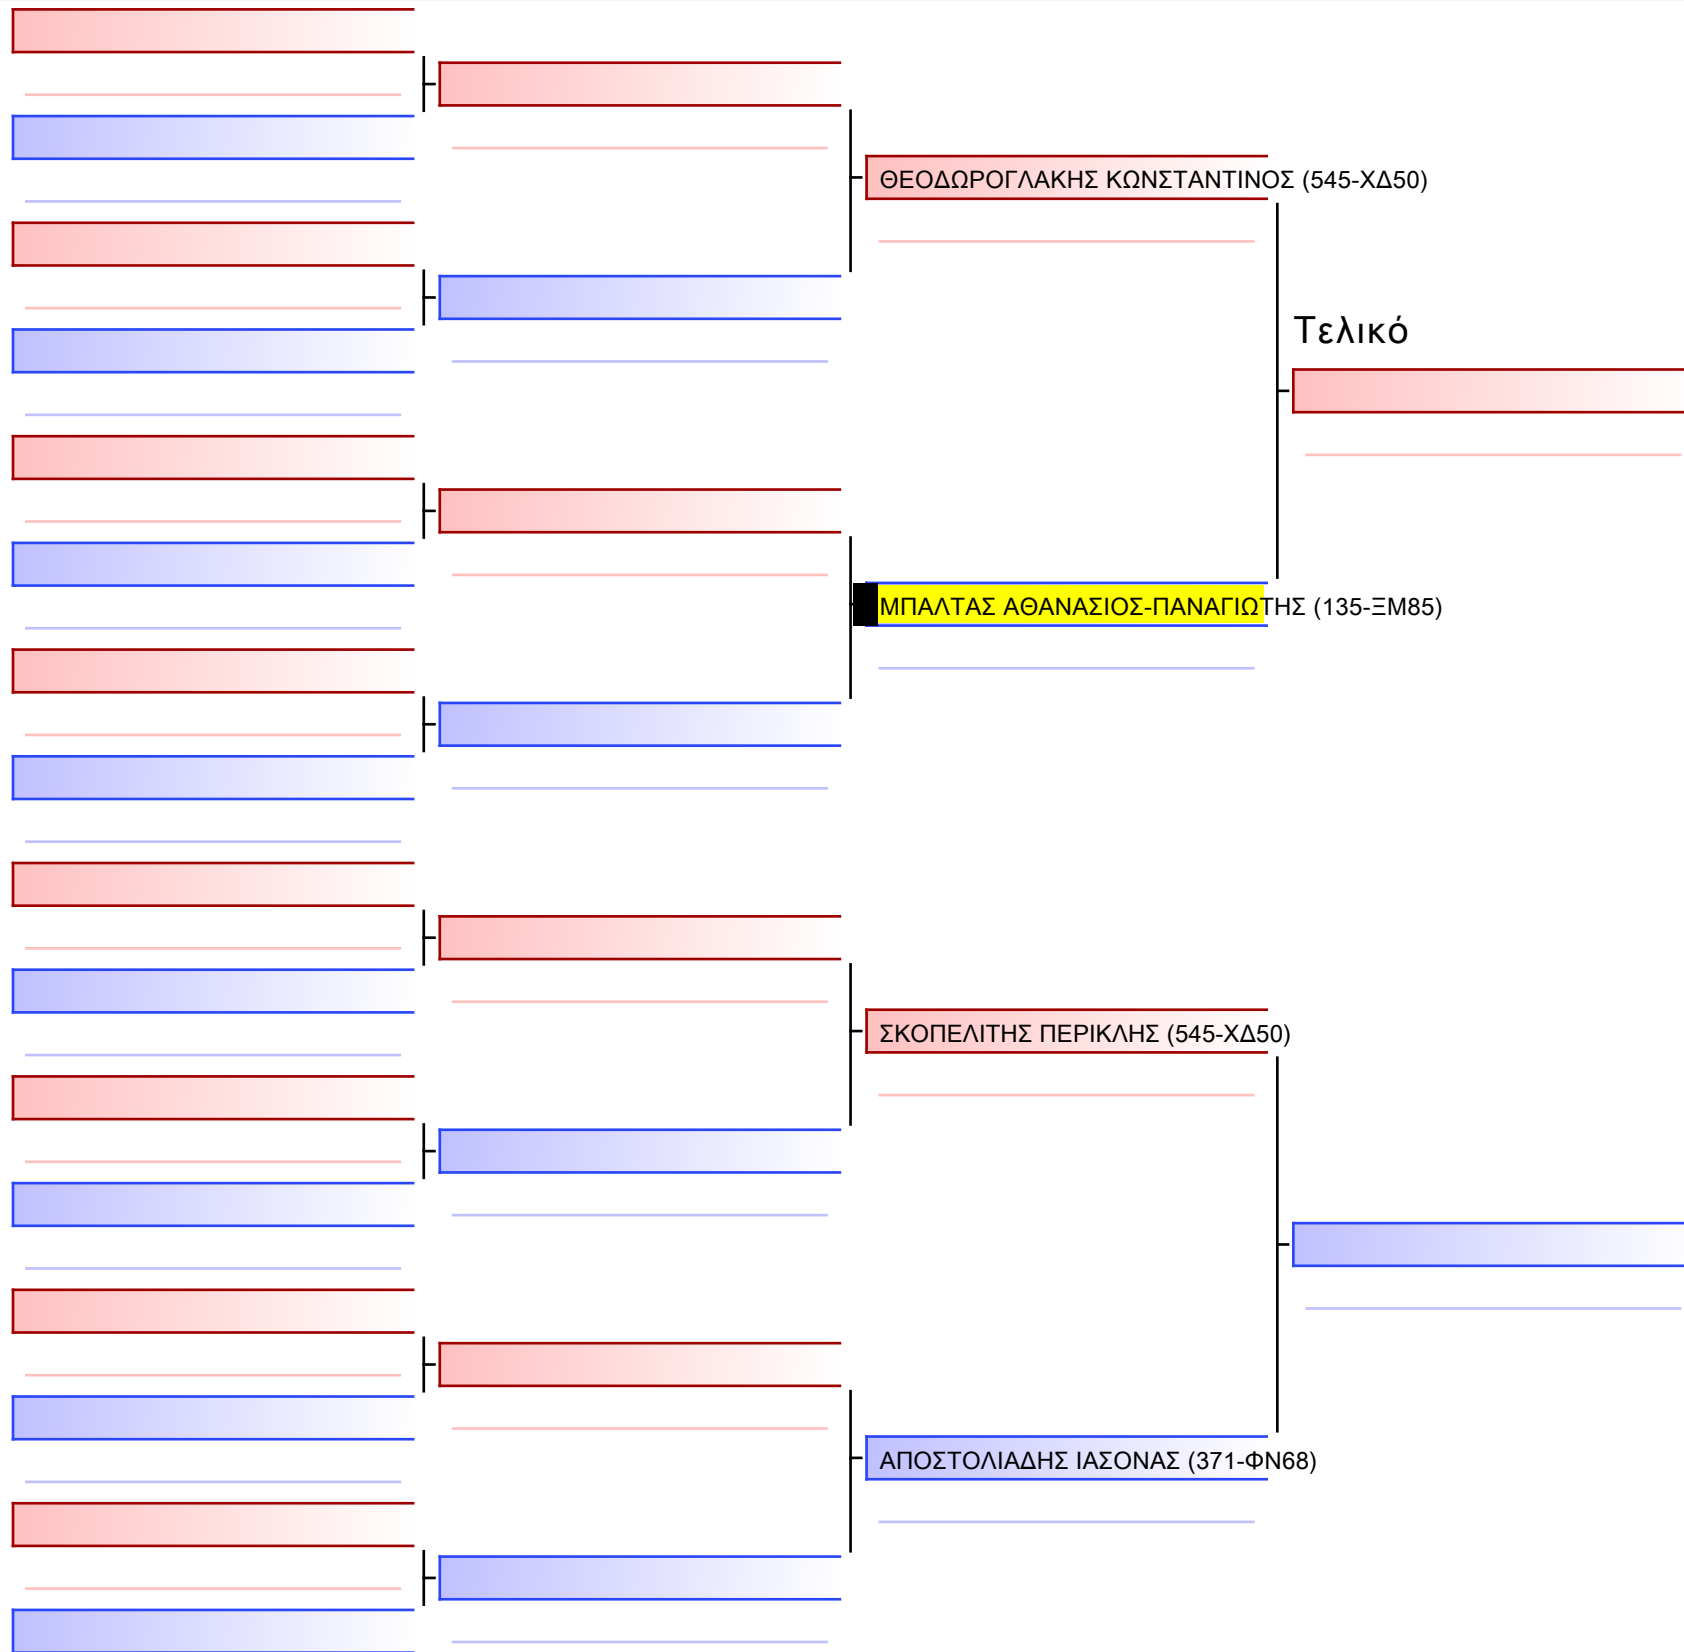 ΘΕΟΔΩΡΟΓΛΑΚΗΣ ΚΩΝΣΤΑΝΤΙΝΟΣ (545-ΧΔ50)
Τελικό
ΜΠΑΛΤΑΣ ΑΘΑΝΑΣΙΟΣ-ΠΑΝΑΓΙΩΤΗΣ (135-ΞΜ85)
ΣΚΟΠΕΛΙΤΗΣ ΠΕΡΙΚΛΗΣ (545-ΧΔ50)
ΑΠΟΣΤΟΛΙΑΔΗΣ ΙΑΣΟΝΑΣ (371-ΦΝ68)